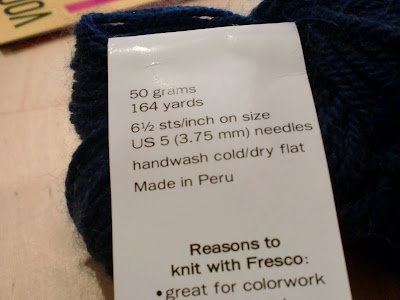 VOG
50 grams
164 yards
6½ sts/inch on size
US 5 (3.75 mm) needles
handwash cold/dry flat
Made in Peru
Reasons to
knit with Fresco:
• great for colorwork